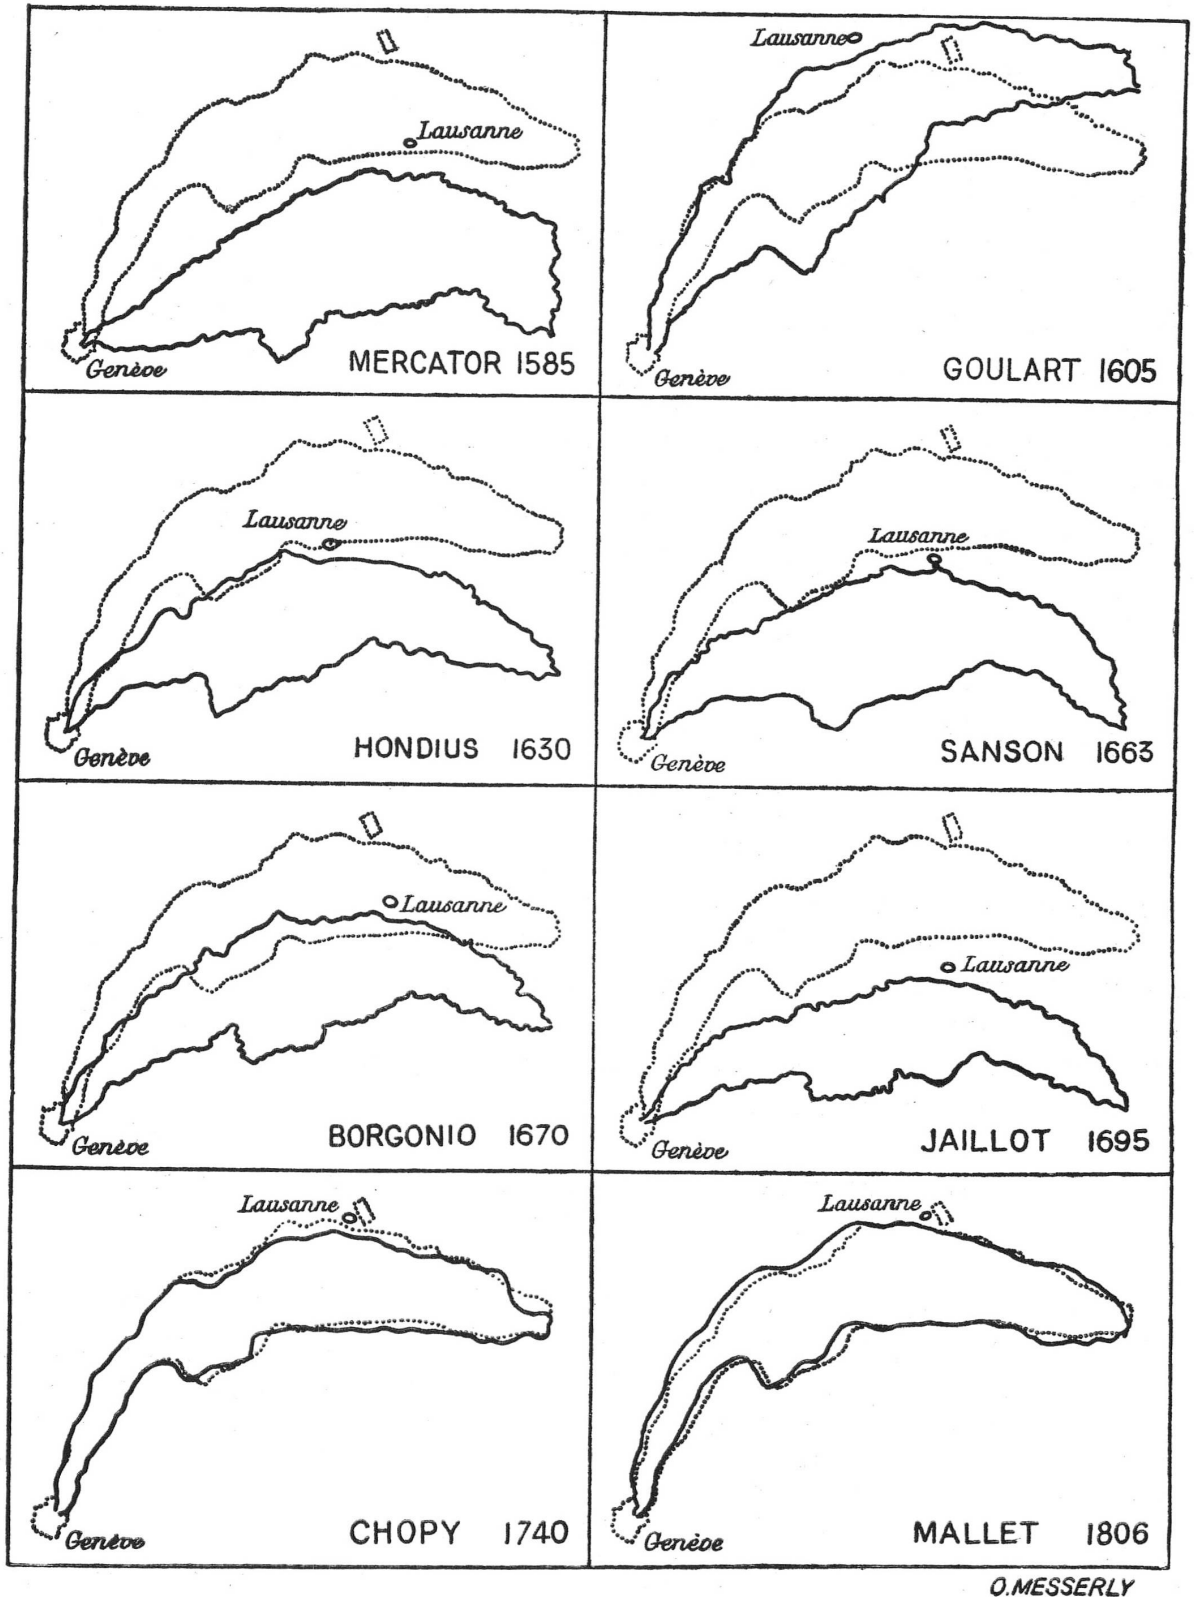 Lausanne
Genève
MERCATOR 1585
Lausanne
Genève
GOULART 1605
Lausanne
Genève
HONDIUS 1630
Lausanne
Genève
SANSON 1663
Lausanne
Genève
BORGONIO 1670
Lausanne
Genève
JAILLOT 1695
Lausanne
Genève
CHOPY 1740
Lausanne
Genève
MALLET 1806
O.MESSERLY